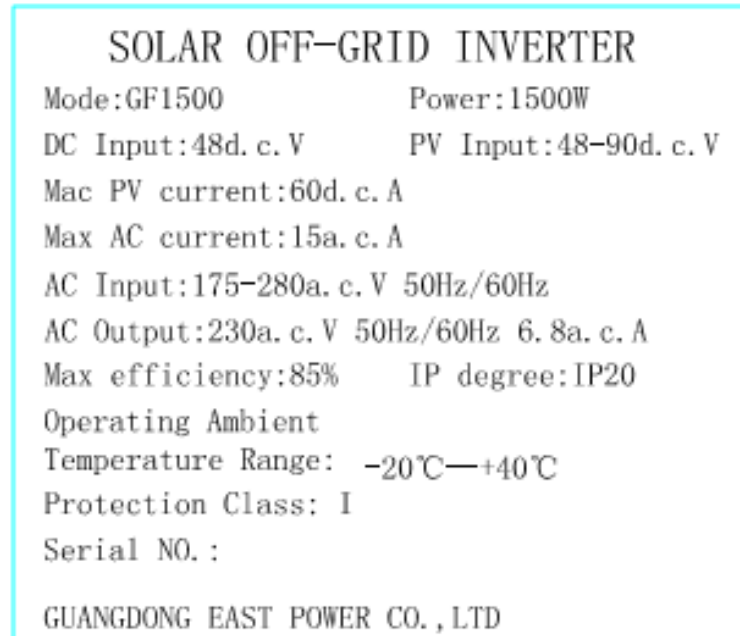 SOLAR OFF-GRID INVERTER
Mode:GF1500 Power:1500W
DC Input:48d.c.V PV Input:48-90d.c.V
Mac PV current:60d.c.A
Max AC current:15a.c.A
AC Input:175-280a.c.V 50Hz/60Hz
AC Output:230a.c.V 50Hz/60Hz 6.8a.c.A
Max efficiency:85% IP degree:IP20
Operating Ambient
Temperature Range: -20℃—+40℃
Protection Class: I
Serial NO.:
GUANGDONG EAST POWER CO.,LTD